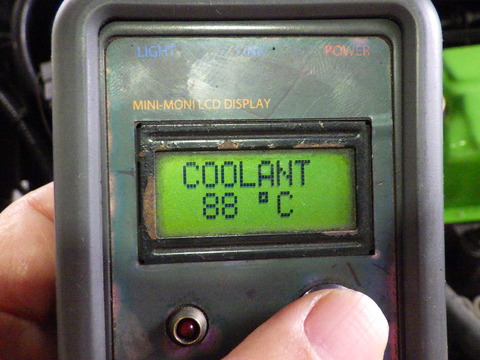 LIGHT POWER
MINI-MONI LCD DISPLAY
COOLANT
88 °C